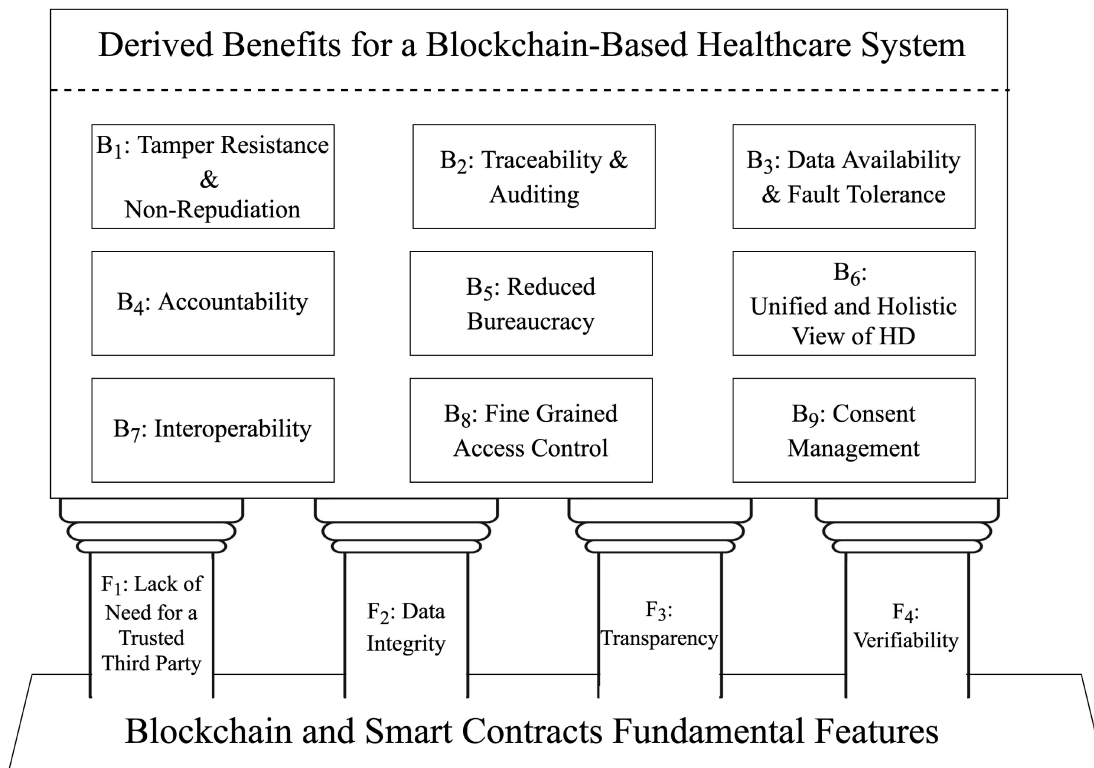 Derived Benefits for a Blockchain-Based Healthcare System
B₁: Tamper Resistance
&
Non-Repudiation
B₂: Traceability &
Auditing
B₃: Data Availability
& Fault Tolerance
B₄: Accountability
B₅: Reduced
Bureaucracy
B₆:
Unified and Holistic
View of HD
B₇: Interoperability
B₈: Fine Grained
Access Control
B₉: Consent
Management
F₁: Lack of
Need for a
Trusted
Third Party
F₂: Data
Integrity
F₃:
Transparency
F₄:
Verifiability
Blockchain and Smart Contracts Fundamental Features